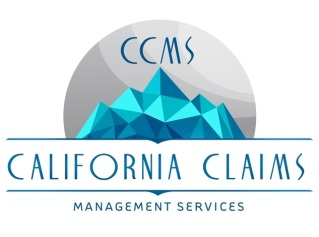 CCMS
CALIFORNIA CLAIMS
MANAGEMENT SERVICES